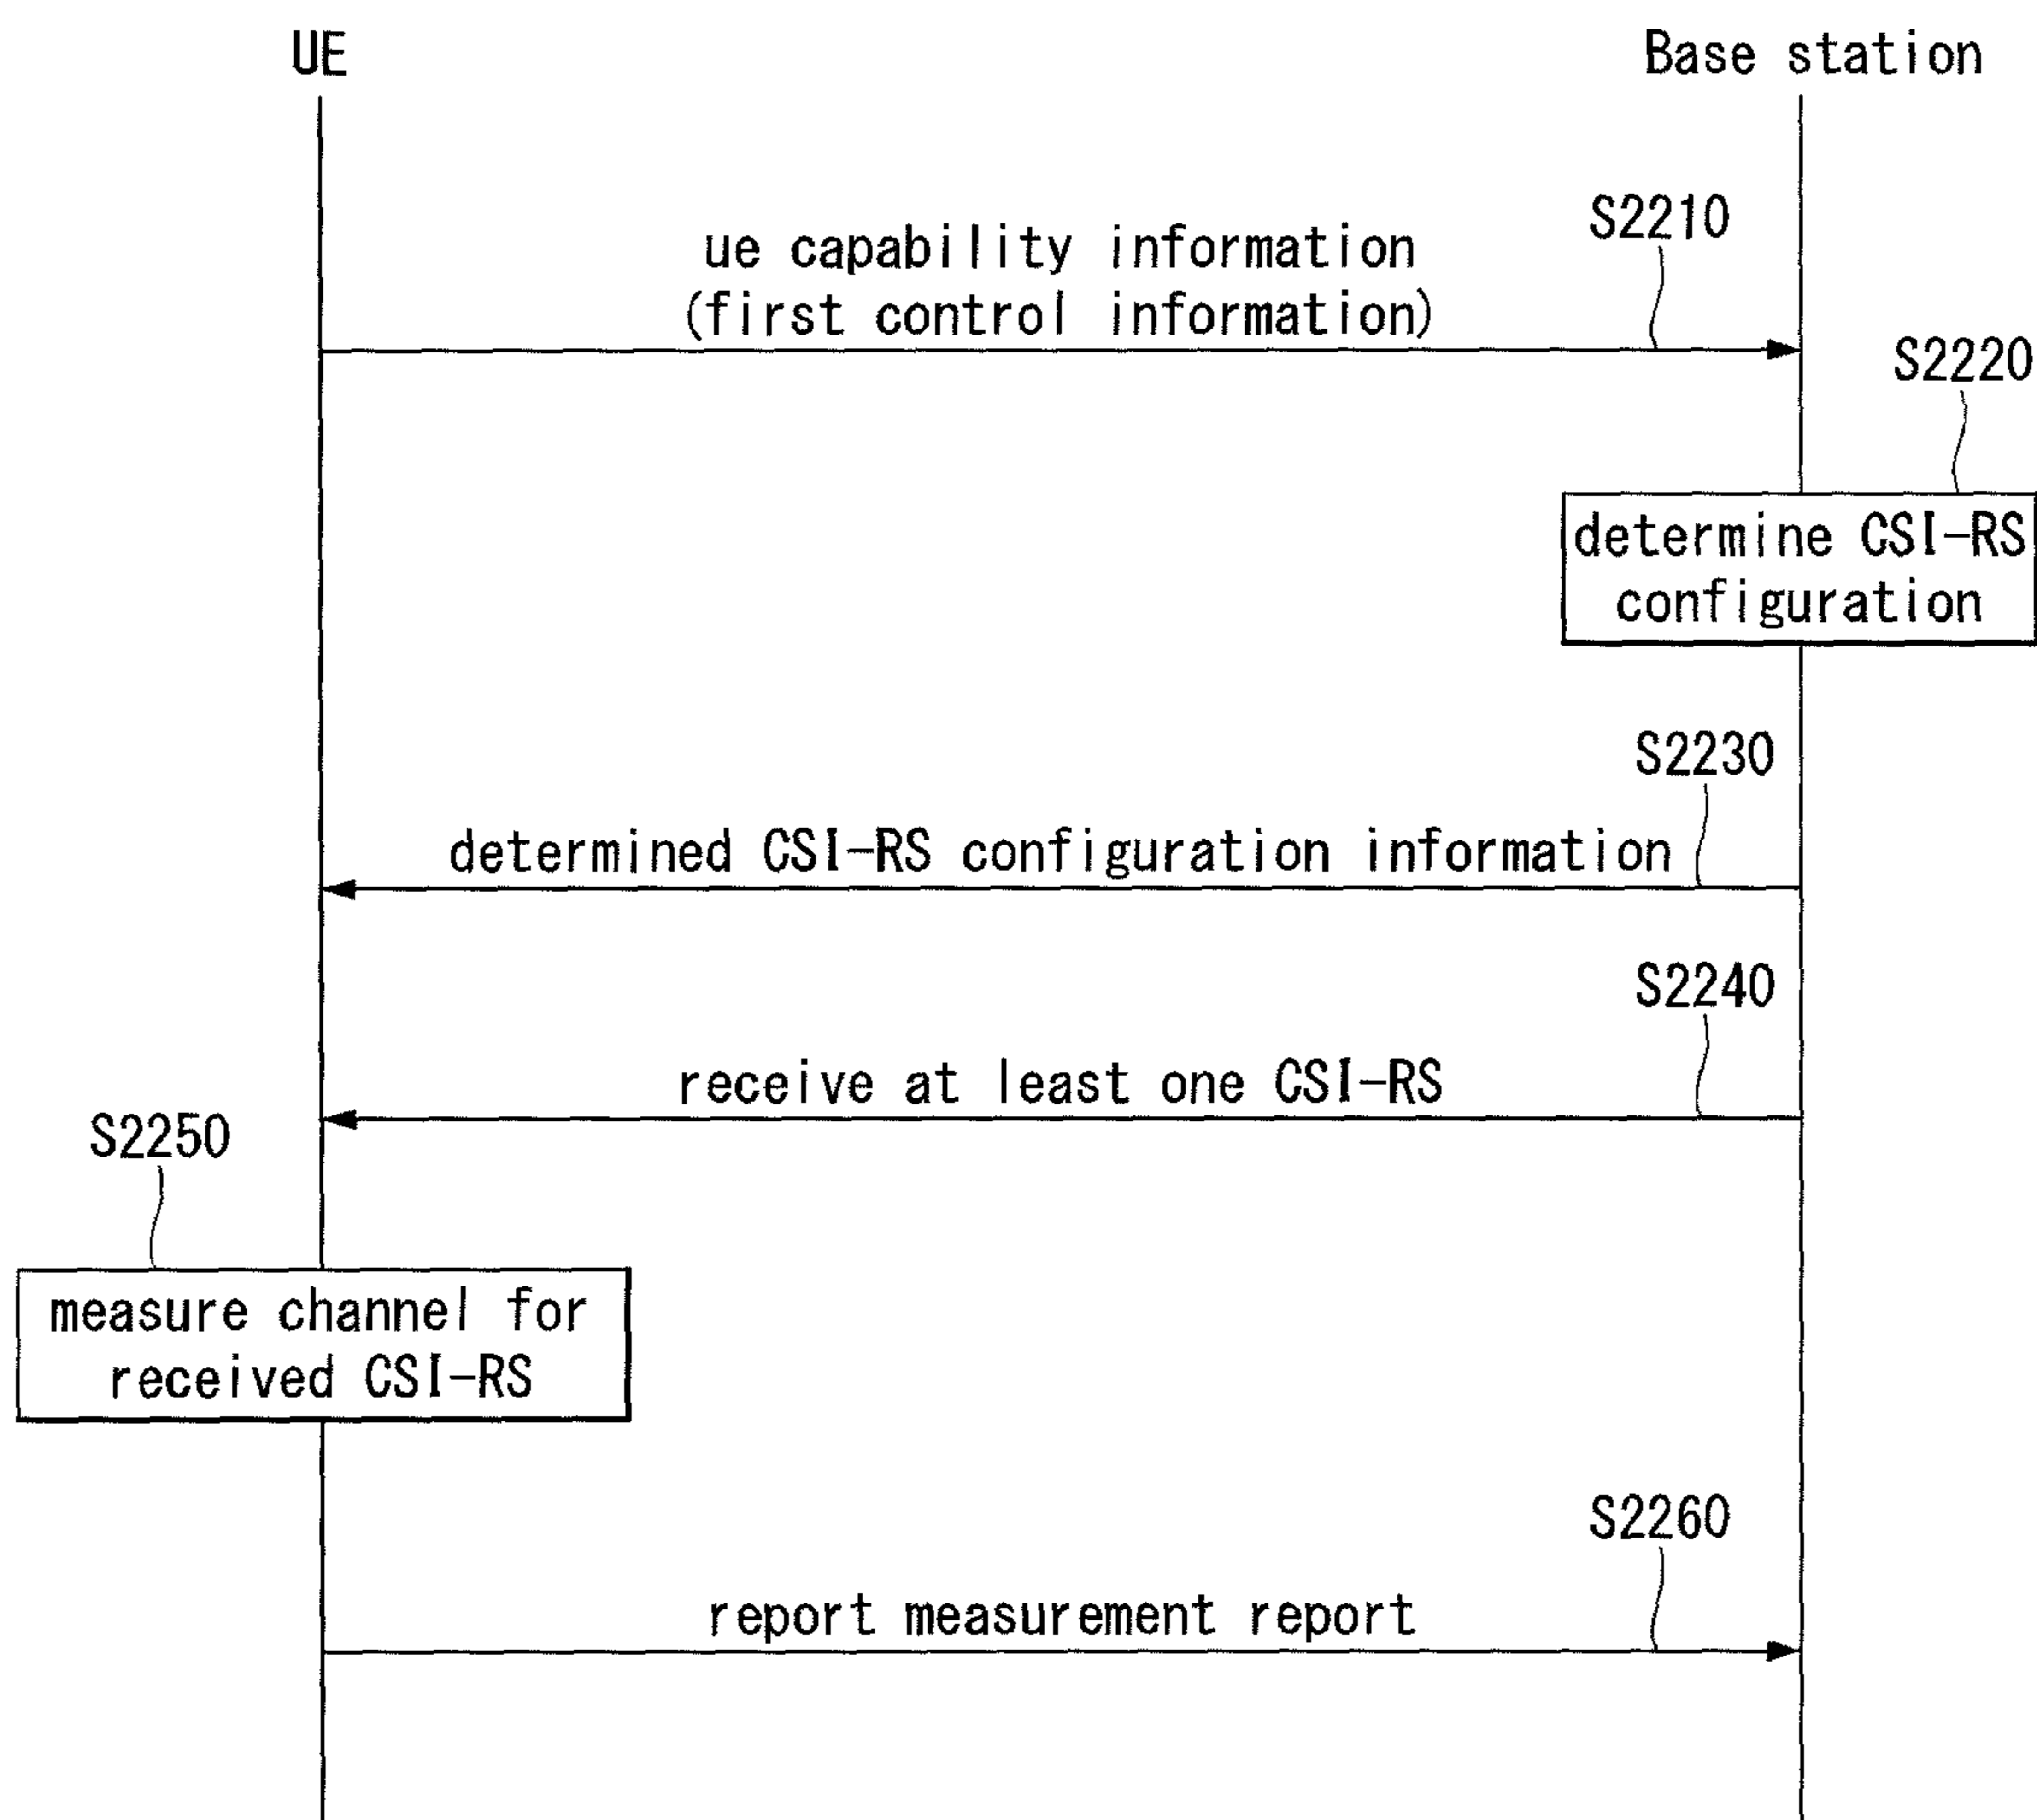 UE
Base station
S2210
ue capability information
(first control information)
S2220
determine CSI-RS
configuration
S2230
determined CSI-RS configuration information
S2240
receive at least one CSI-RS
S2250
measure channel for
received CSI-RS
S2260
report measurement report